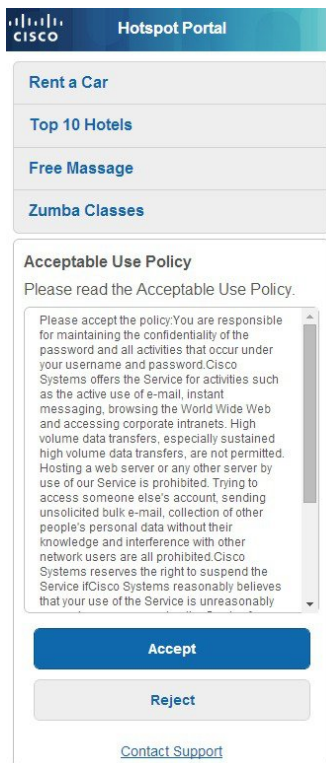 CISCO
Hotspot Portal
Rent a Car
Top 10 Hotels
Free Massage
Zumba Classes
Acceptable Use Policy
Please read the Acceptable Use Policy.
Please accept the policy:You are responsible
for maintaining the confidentiality of the
password and all activities that occur under
your username and password.Cisco
Systems offers the Service for activities such
as the active use of e-mail, instant
messaging, browsing the World Wide Web
and accessing corporate intranets. High
volume data transfers, especially sustained
high volume data transfers, are not permitted.
Hosting a web server or any other server by
use of our Service is prohibited. Trying to
access someone else's account, sending
unsolicited bulk e-mail, collection of other
people's personal data without their
knowledge and interference with other
network users are all prohibited.Cisco
Systems reserves the right to suspend the
Service ifCisco Systems reasonably believes
that your use of the Service is unreasonably
Accept
Reject
Contact Support